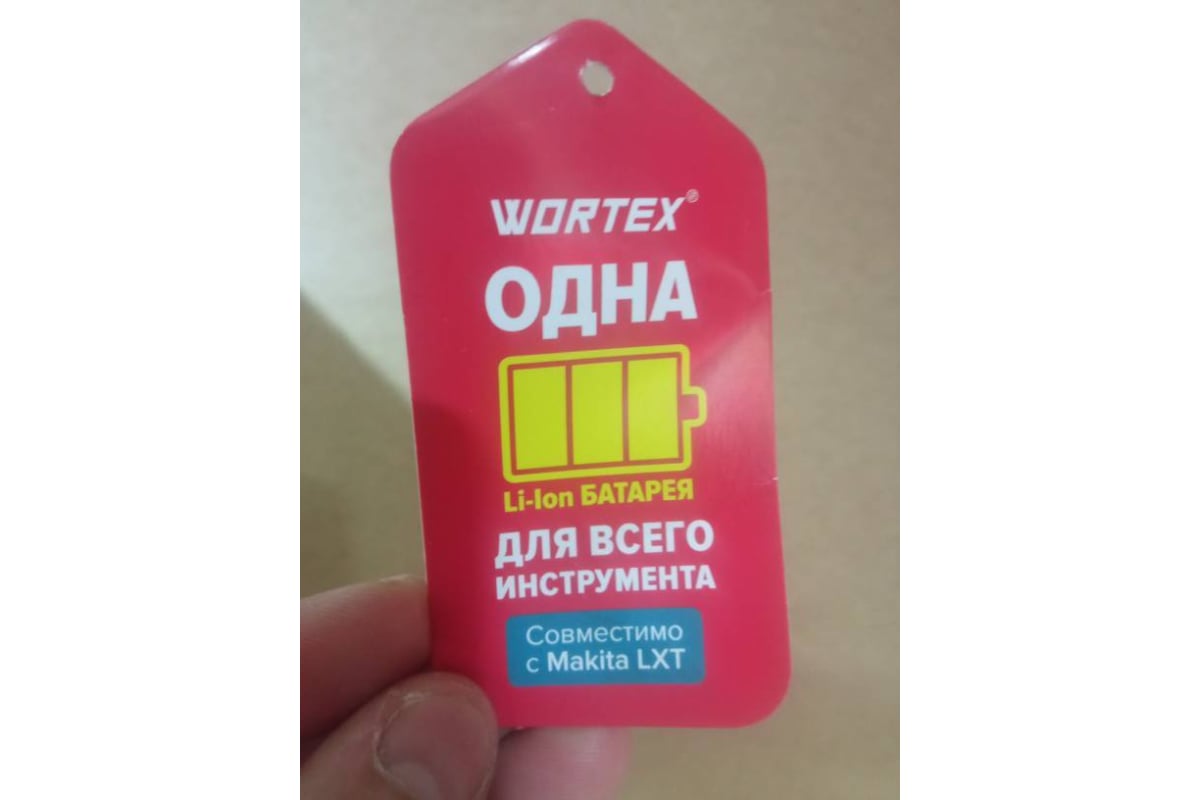 WORTEX®
ОДНА
Li-Ion БАТАРЕЯ
ДЛЯ ВСЕГО
ИНСТРУМЕНТА
Совместимо
с Makita LXT